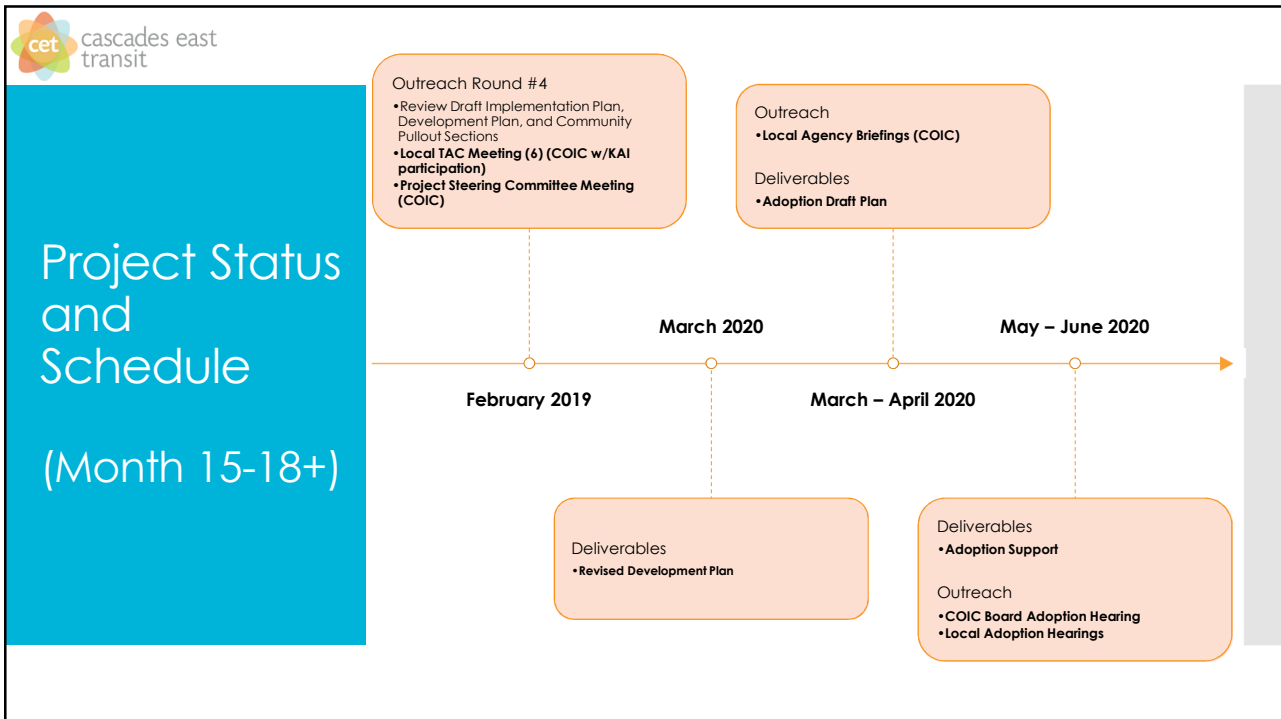 cet
cascades east
transit
Project Status
and
Schedule
(Month 15-18+)
Outreach Round #4
•Review Draft Implementation Plan,
Development Plan, and Community
Pullout Sections
•Local TAC Meeting (6) (COIC w/KAI
participation)
•Project Steering Committee Meeting
(COIC)
Outreach
•Local Agency Briefings (COIC)
Deliverables
•Adoption Draft Plan
March 2020
May – June 2020
February 2019
March – April 2020
Deliverables
•Revised Development Plan
Deliverables
•Adoption Support
Outreach
•COIC Board Adoption Hearing
•Local Adoption Hearings